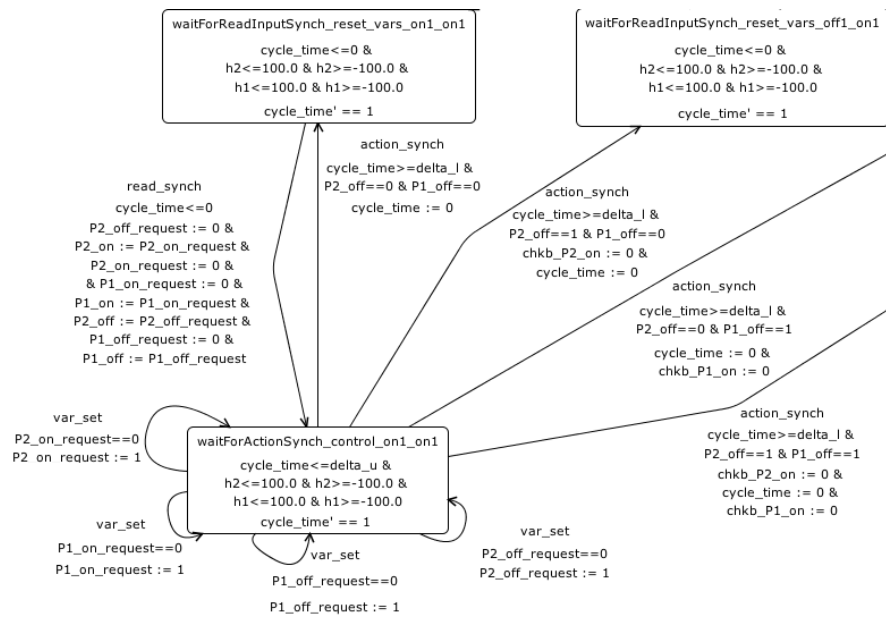 waitForReadInputSynch_reset_vars_on1_on1
cycle_time<=0 &
h2<=100.0 & h2>=-100.0 &
h1<=100.0 & h1>=-100.0
cycle_time' == 1
waitForReadInputSynch_reset_vars_off1_on1
cycle_time<=0 &
h2<=100.0 & h2>=-100.0 &
h1<=100.0 & h1>=-100.0
cycle_time' == 1
read_synch
cycle_time<=0
P2_off_request := 0 &
P2_on := P2_on_request &
P2_on_request := 0 &
& P1_on_request := 0 &
P1_on := P1_on_request &
P2_off := P2_off_request &
P1_off_request := 0 &
P1_off := P1_off_request
action_synch
cycle_time>=delta_l &
P2_off==0 & P1_off==0
cycle_time := 0
action_synch
cycle_time>=delta_l &
P2_off==1 & P1_off==0
chkb_P2_on := 0 &
cycle_time := 0
action_synch
cycle_time>=delta_l &
P2_off==0 & P1_off==1
cycle_time := 0 &
chkb_P1_on := 0
action_synch
cycle_time>=delta_l &
P2_off==1 & P1_off==1
chkb_P2_on := 0 &
cycle_time := 0 &
chkb_P1_on := 0
var_set
P2_on_request==0
P2_on_request := 1
waitForActionSynch_control_on1_on1
cycle_time<=delta_u &
h2<=100.0 & h2>=-100.0 &
h1<=100.0 & h1>=-100.0
cycle_time' == 1
var_set
P1_on_request==0
P1_on_request := 1
var_set
P1_off_request==0
P1_off_request := 1
var_set
P2_off_request==0
P2_off_request := 1